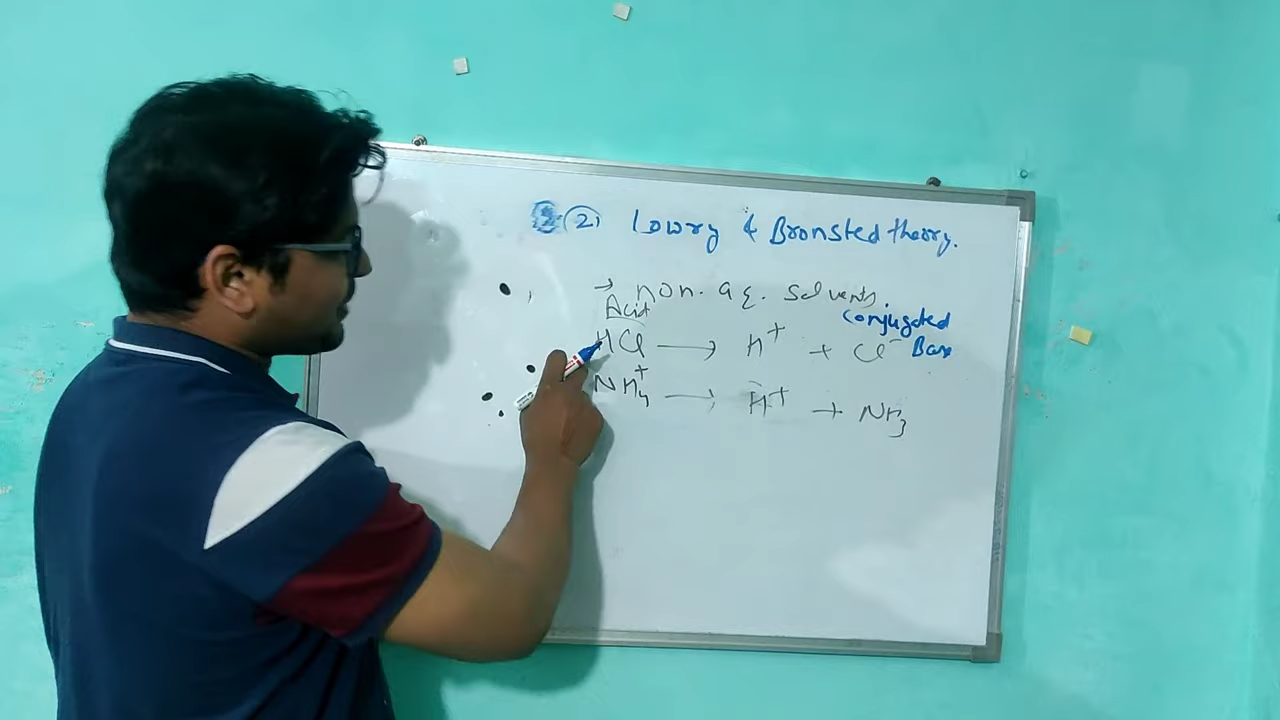 (2) Lowry & Bronsted theory.
→ non. aq. solvents.
Acid
Conjugated
HCl → H⁺ + Cl⁻ Base
NH₄⁺ → H⁺ + NH₃